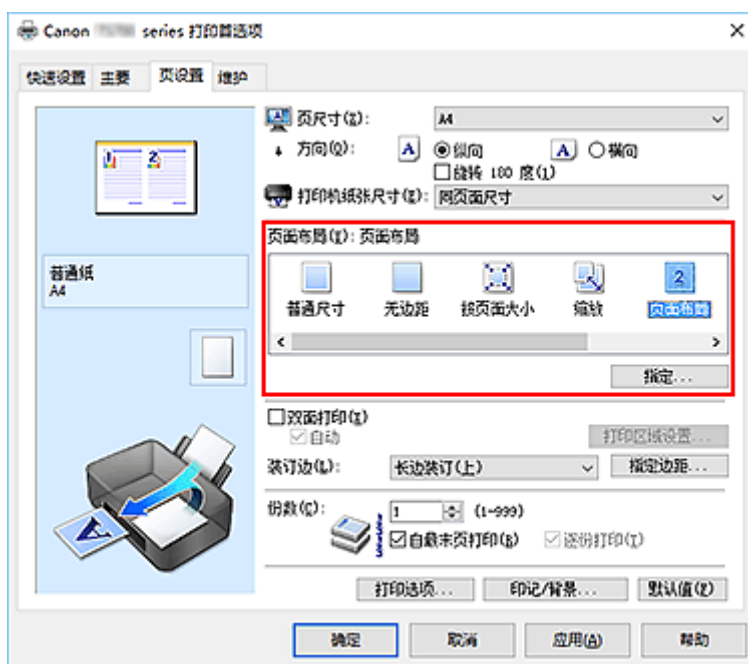 Canon series 打印首选项
快速设置 主要 页设置 维护
页尺寸(Z): A4
方向(O): A 纵向 A 横向
旋转 180 度(1)
打印机纸张尺寸(E): 同页面尺寸
页面布局(Y): 页面布局
普通尺寸 无边距 按页面大小 缩放 页面布局
指定...
1 2
普通纸
A4
双面打印(X)
自动
打印区域设置...
装订边(L): 长边装订(上) 指定边距...
份数(C): 1 (1-999)
自最末页打印(B) 逐份打印(T)
打印选项... 印记/背景... 默认值(F)
确定 取消 应用(A) 帮助